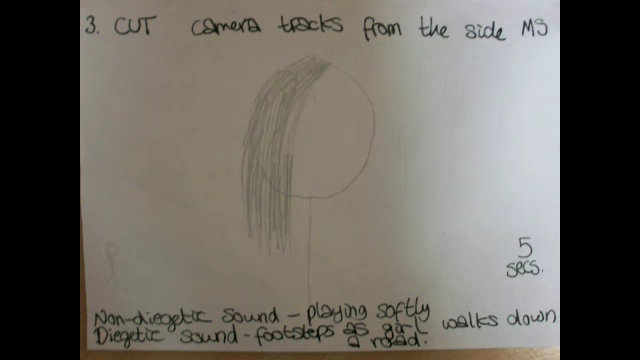 3. CUT camera tracks from the side MS
5
secs.
Non-diegetic sound - playing softly
Diegetic sound - footsteps as girl walks down
a road.